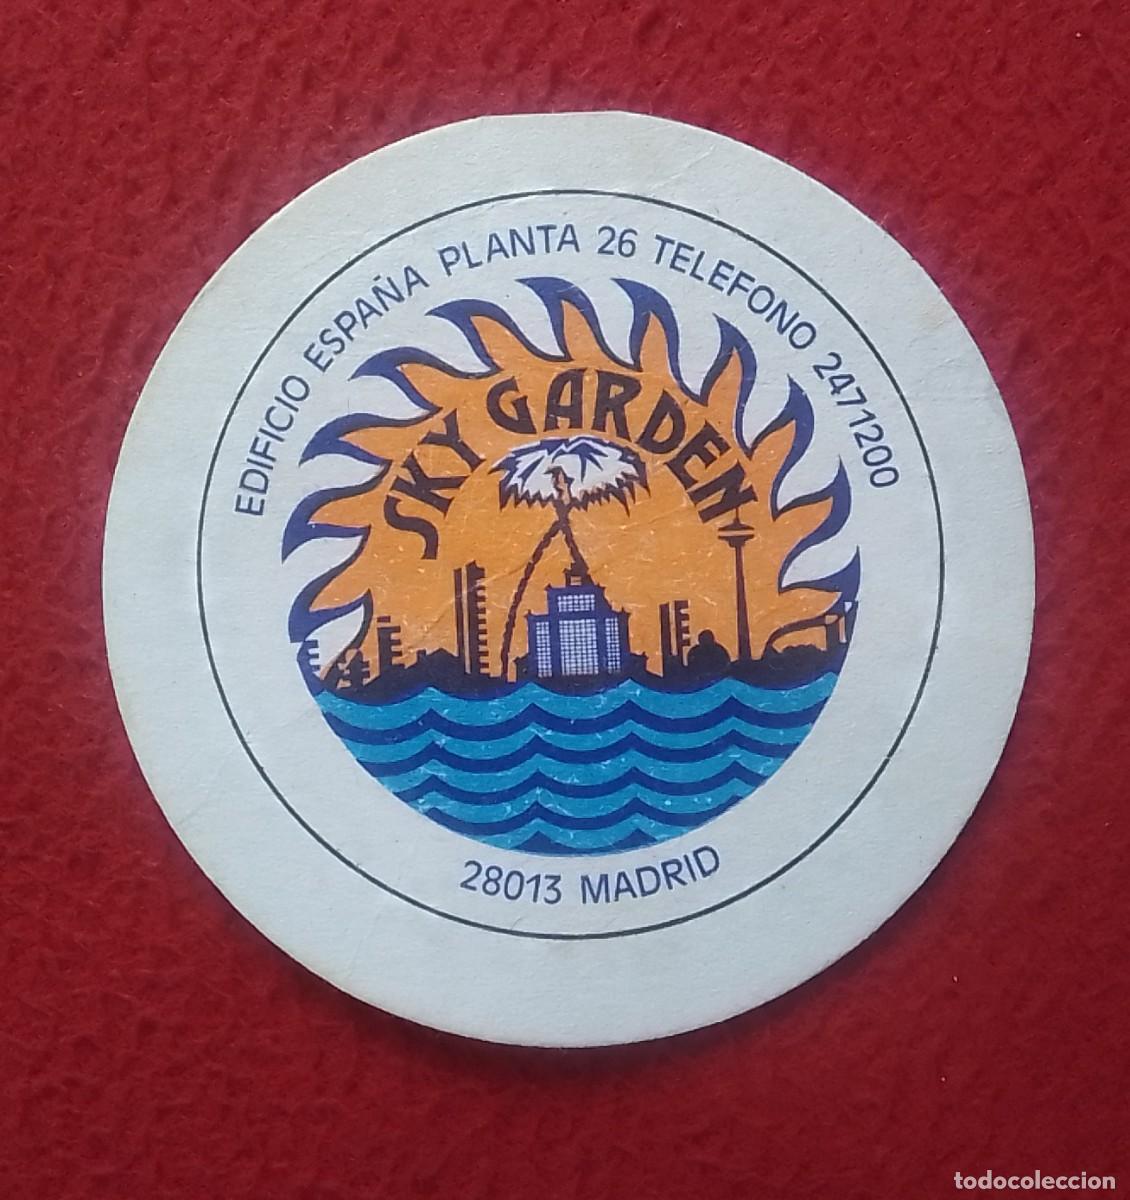 EDIFICIO ESPAÑA PLANTA 26 TELEFONO 2471200
SKY GARDEN
28013 MADRID
todocoleccion